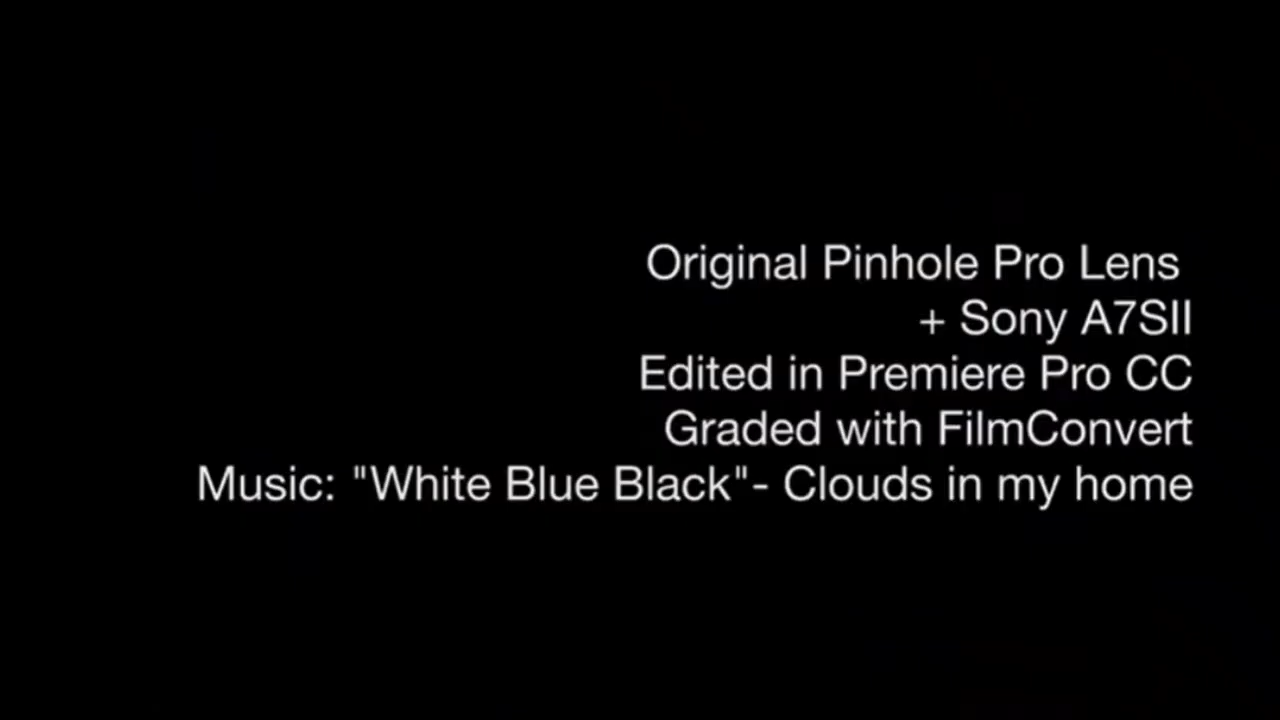 Original Pinhole Pro Lens
+ Sony A7SII
Edited in Premiere Pro CC
Graded with FilmConvert
Music: "White Blue Black"- Clouds in my home